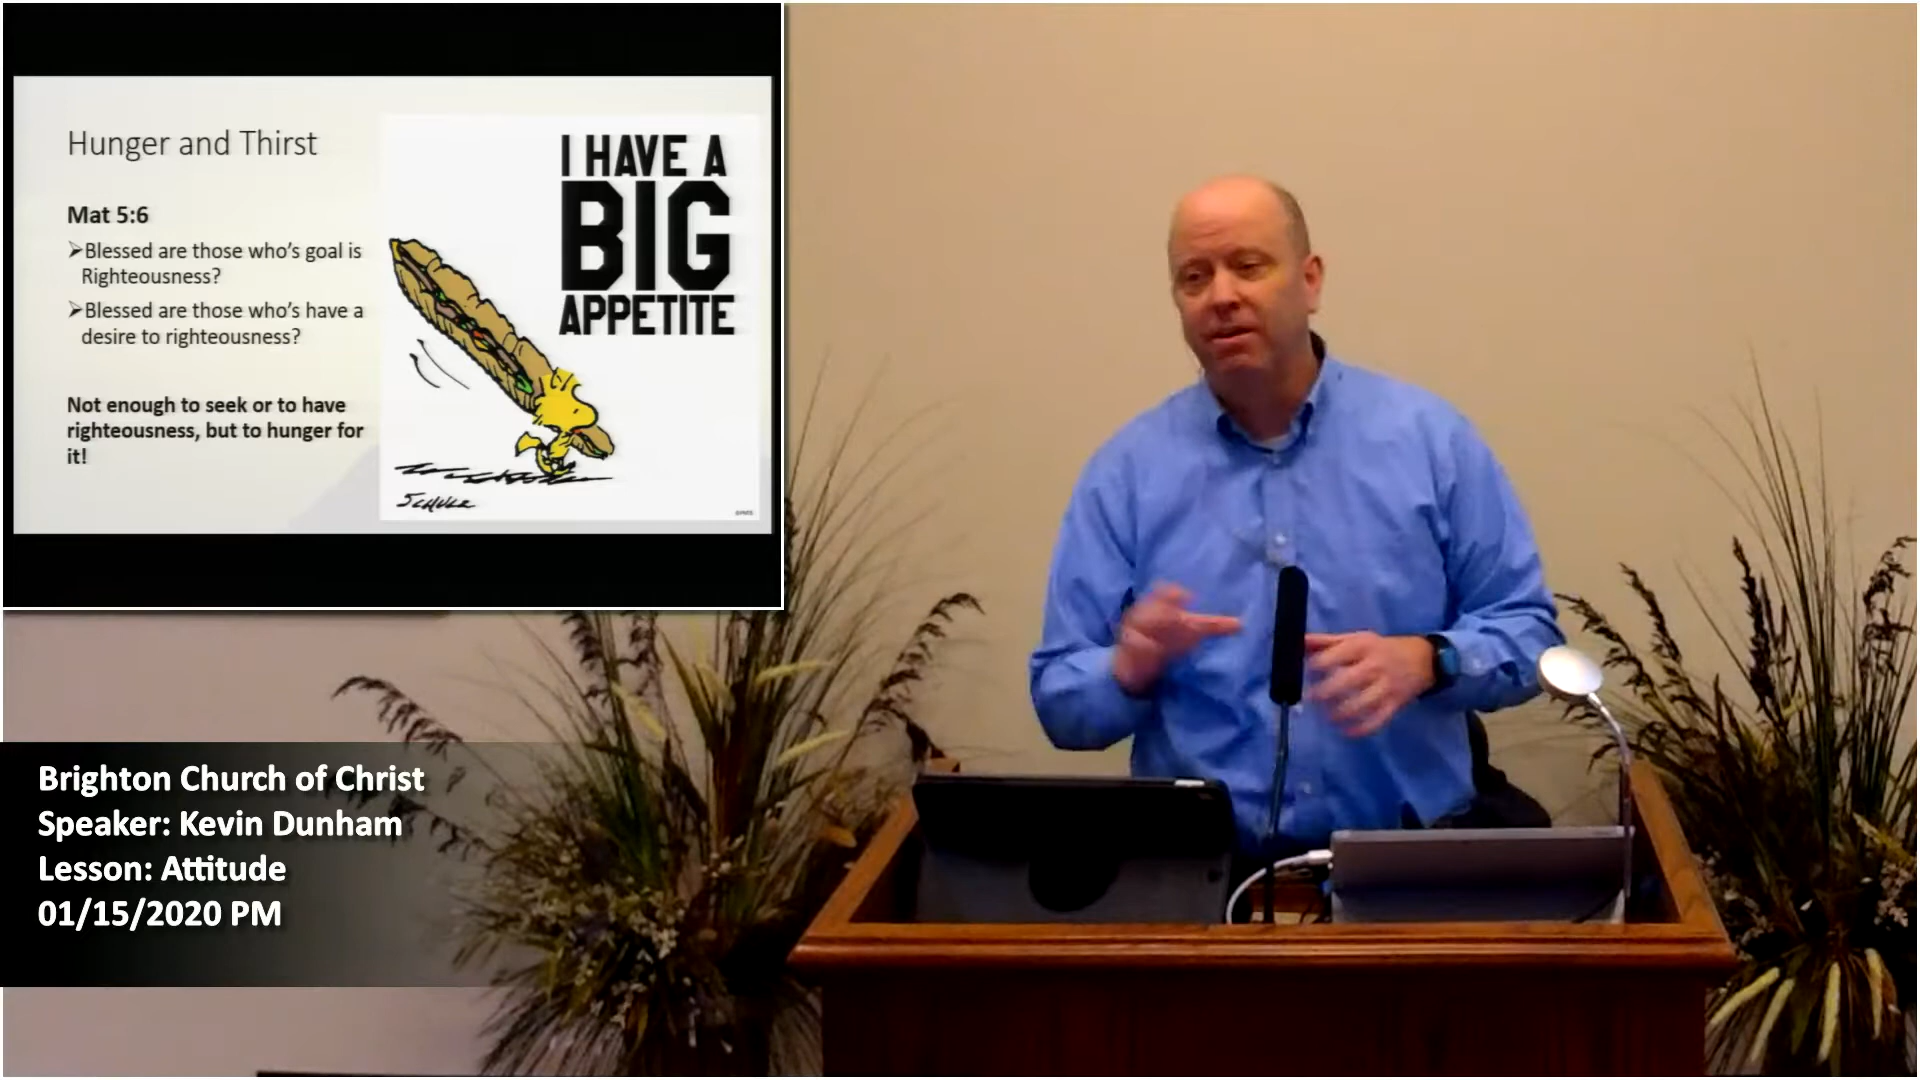 Hunger and Thirst
Mat 5:6
➢Blessed are those who's goal is
Righteousness?
➢Blessed are those who's have a
desire to righteousness?
Not enough to seek or to have
righteousness, but to hunger for
it!
I HAVE A
BIG
APPETITE
SCHULZ
Brighton Church of Christ
Speaker: Kevin Dunham
Lesson: Attitude
01/15/2020 PM